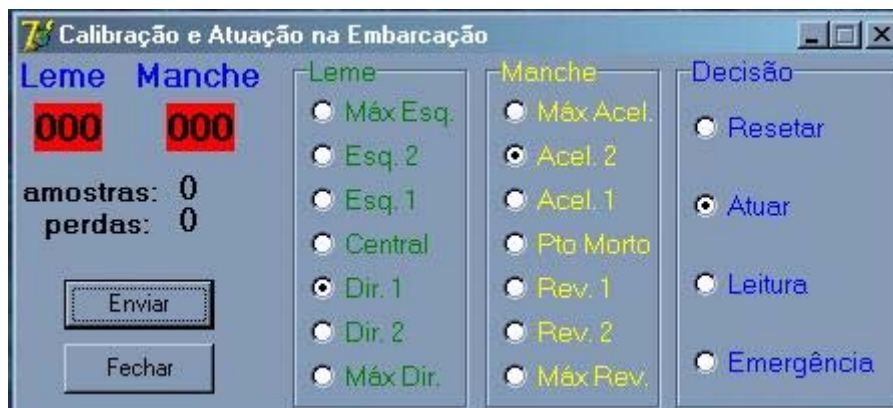 Calibração e Atuação na Embarcação
Leme Manche
000 000
amostras: 0
perdas: 0
Enviar
Fechar
Leme
Máx Esq.
Esq. 2
Esq. 1
Central
Dir. 1
Dir. 2
Máx Dir.
Manche
Máx Acel.
Acel. 2
Acel. 1
Pto Morto
Rev. 1
Rev. 2
Máx Rev.
Decisão
Resetar
Atuar
Leitura
Emergência